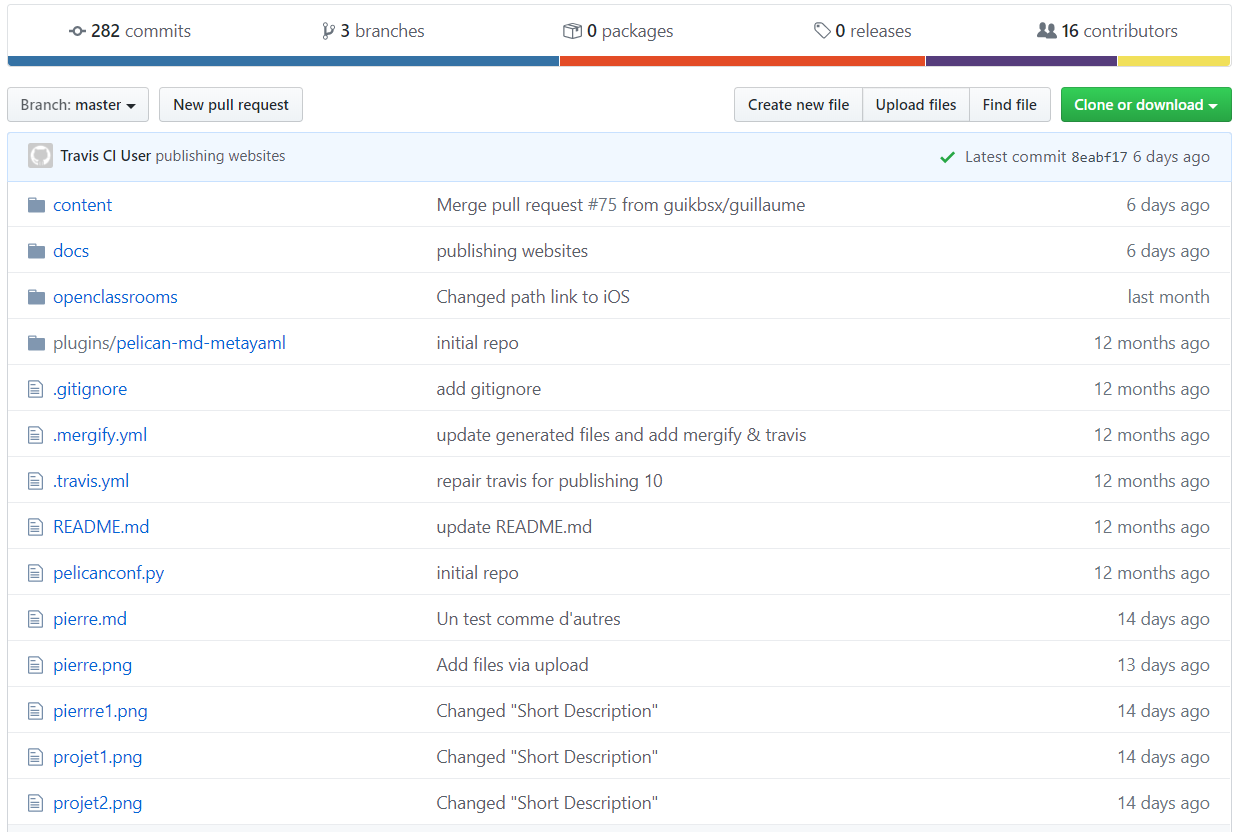 282 commits 3 branches 0 packages 0 releases 16 contributors
Branch: master New pull request Create new file Upload files Find file Clone or download
Travis CI User publishing websites Latest commit 8eabf17 6 days ago
content Merge pull request #75 from guikbsx/guillaume 6 days ago
docs publishing websites 6 days ago
openclassrooms Changed path link to iOS last month
plugins/pelican-md-metayaml initial repo 12 months ago
.gitignore add gitignore 12 months ago
.mergify.yml update generated files and add mergify & travis 12 months ago
.travis.yml repair travis for publishing 10 12 months ago
README.md update README.md 12 months ago
pelicanconf.py initial repo 12 months ago
pierre.md Un test comme d'autres 14 days ago
pierre.png Add files via upload 13 days ago
pierrre1.png Changed "Short Description" 14 days ago
projet1.png Changed "Short Description" 14 days ago
projet2.png Changed "Short Description" 14 days ago